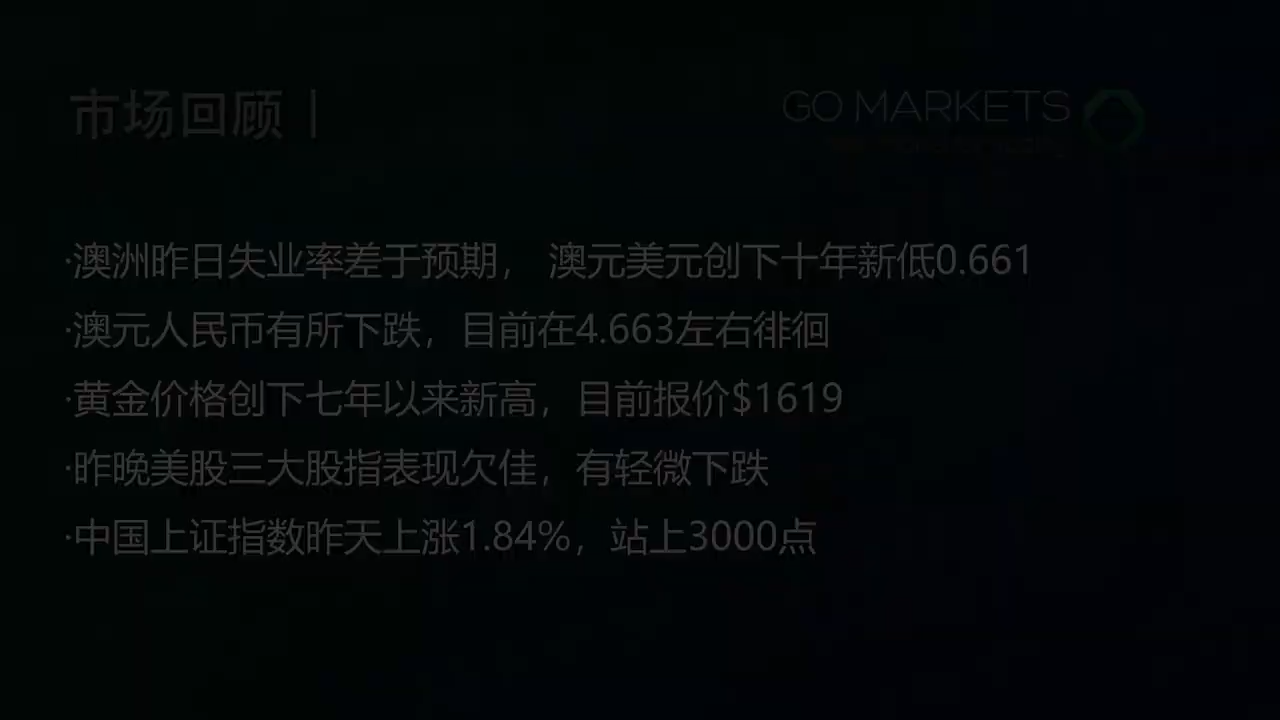 市场回顾 |
GO MARKETS
·澳洲昨日失业率差于预期， 澳元美元创下十年新低0.661
·澳元人民币有所下跌，目前在4.663左右徘徊
·黄金价格创下七年以来新高，目前报价$1619
·昨晚美股三大股指表现欠佳，有轻微下跌
·中国上证指数昨天上涨1.84%，站上3000点